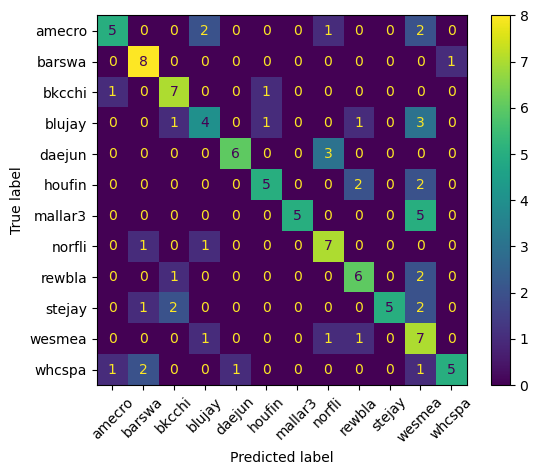 True label
amecro 5 0 0 2 0 0 0 1 0 0 2 0
barswa 0 8 0 0 0 0 0 0 0 0 0 1
bkcchi 1 0 7 0 0 1 0 0 0 0 0 0
blujay 0 0 1 4 0 1 0 0 1 0 3 0
daejun 0 0 0 0 6 0 0 3 0 0 0 0
houfin 0 0 0 0 0 5 0 0 2 0 2 0
mallar3 0 0 0 0 0 0 5 0 0 0 5 0
norfli 0 1 0 1 0 0 0 7 0 0 0 0
rewbla 0 0 1 0 0 0 0 0 6 0 2 0
stejay 0 1 2 0 0 0 0 0 0 5 2 0
wesmea 0 0 0 1 0 0 0 1 1 0 7 0
whcspa 1 2 0 0 1 0 0 0 0 0 1 5
amecro barswa bkcchi blujay daejun houfin mallar3 norfli rewbla stejay wesmea whcspa
Predicted label
8
7
6
5
4
3
2
1
0